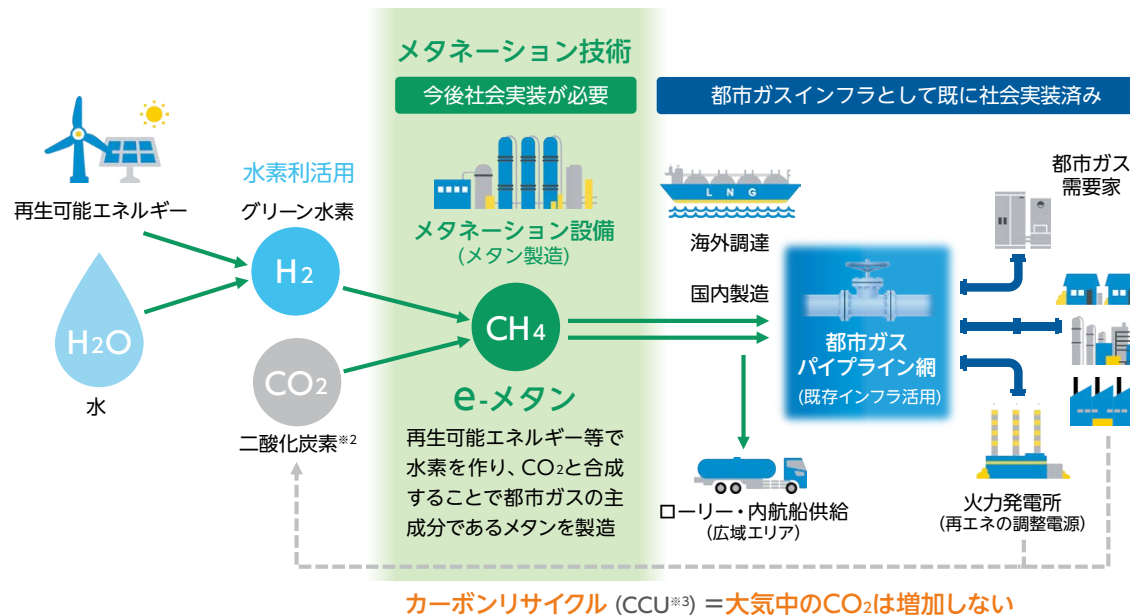 メタネーション技術
今後社会実装が必要
都市ガスインフラとして既に社会実装済み
再生可能エネルギー
水素利活用
グリーン水素
H2
H2O
水
CO2
二酸化炭素※2
メタネーション設備
(メタン製造)
CH4
e-メタン
再生可能エネルギー等で
水素を作り、CO2と合成
することで都市ガスの主
成分であるメタンを製造
LNG
海外調達
国内製造
ローリー・内航船供給
(広域エリア)
都市ガス
パイプライン網
(既存インフラ活用)
都市ガス
需要家
火力発電所
(再エネの調整電源)
カーボンリサイクル (CCU※3) =大気中のCO2は増加しない